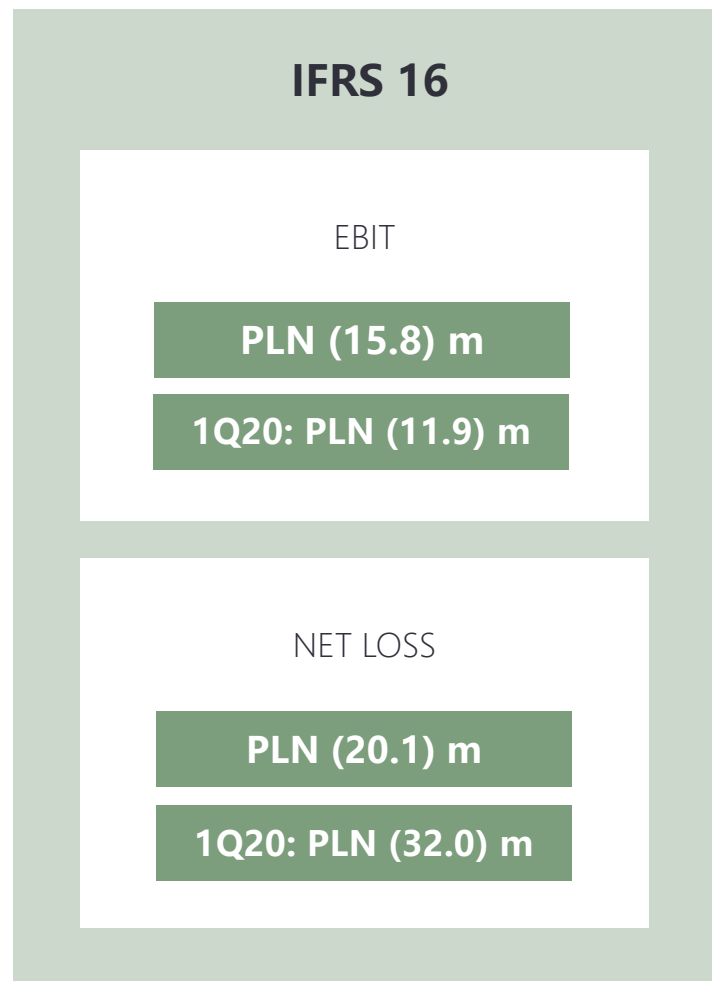 IFRS 16
EBIT
PLN (15.8) m
1Q20: PLN (11.9) m
NET LOSS
PLN (20.1) m
1Q20: PLN (32.0) m